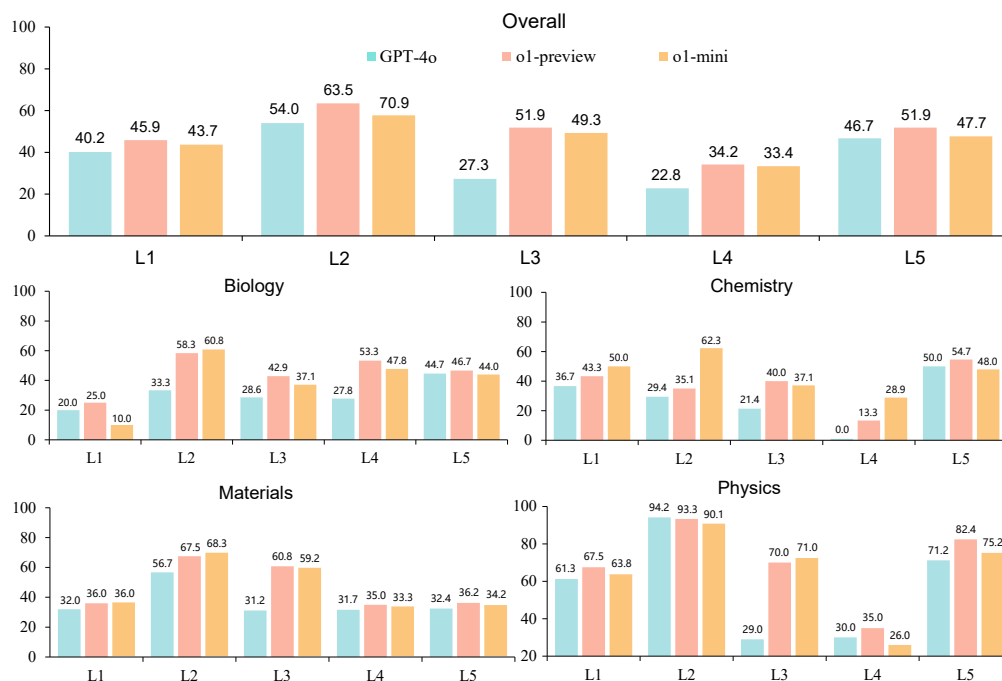 Overall
GPT-4o o1-preview o1-mini
100
80
60
40
20
0
40.2 45.9 43.7 54.0 63.5 70.9 27.3 51.9 49.3 22.8 34.2 33.4 46.7 51.9 47.7
L1 L2 L3 L4 L5
Biology
100
80
60
40
20
0
20.0 25.0 10.0 33.3 58.3 60.8 28.6 42.9 37.1 27.8 53.3 47.8 44.7 46.7 44.0
L1 L2 L3 L4 L5
Chemistry
100
80
60
40
20
0
36.7 43.3 50.0 29.4 35.1 62.3 21.4 40.0 37.1 0.0 13.3 28.9 50.0 54.7 48.0
L1 L2 L3 L4 L5
Materials
100
80
60
40
20
0
32.0 36.0 36.0 56.7 67.5 68.3 31.2 60.8 59.2 31.7 35.0 33.3 32.4 36.2 34.2
L1 L2 L3 L4 L5
Physics
100
80
60
40
20
61.3 67.5 63.8 94.2 93.3 90.1 29.0 70.0 71.0 30.0 35.0 26.0 71.2 82.4 75.2
L1 L2 L3 L4 L5